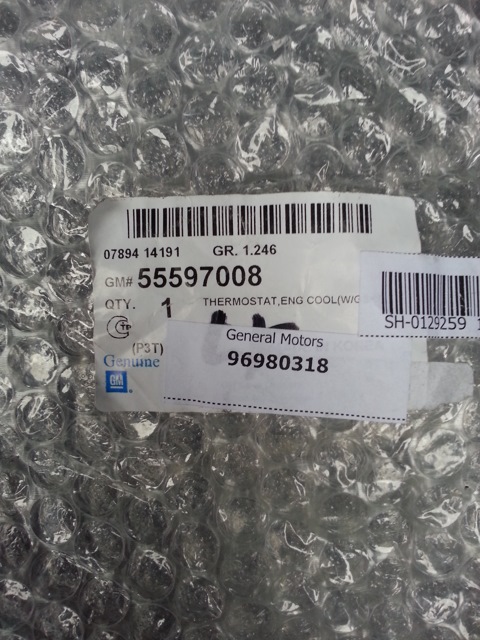 07894 14191 GR. 1.246
GM# 55597008
QTY. 1 THERMOSTAT,ENG COOL(W/G
SH-0129259 1
(P3T)
Genuine
GM
General Motors
96980318